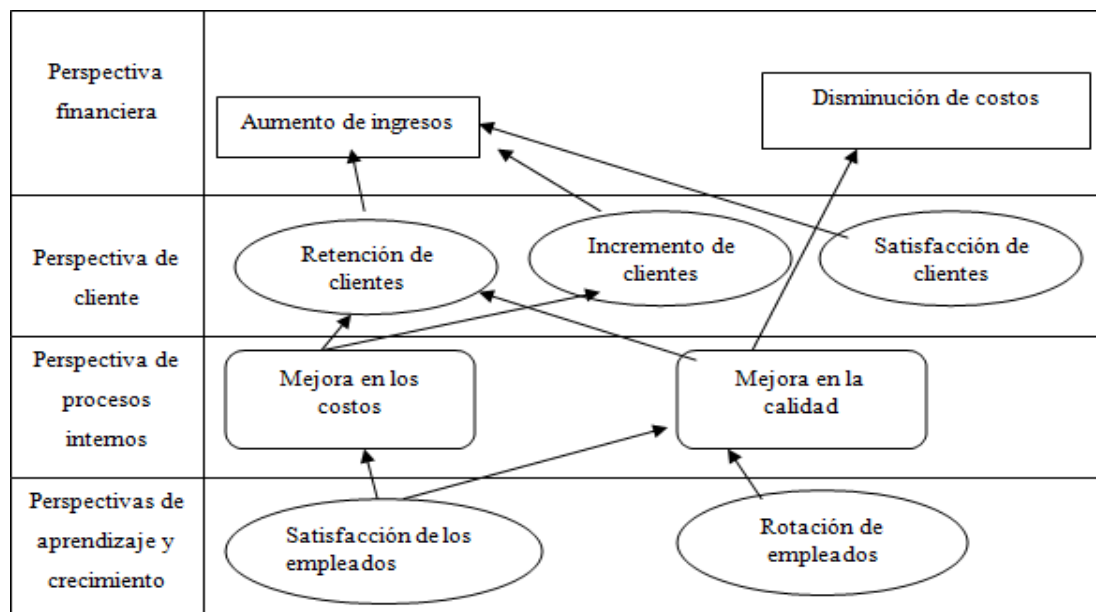 Perspectiva
financiera
Aumento de ingresos
Disminución de costos
Perspectiva de
cliente
Retención de
clientes
Incremento de
clientes
Satisfacción de
clientes
Perspectiva de
procesos
internos
Mejora en los
costos
Mejora en la
calidad
Perspectivas de
aprendizaje y
crecimiento
Satisfacción de los
empleados
Rotación de
empleados